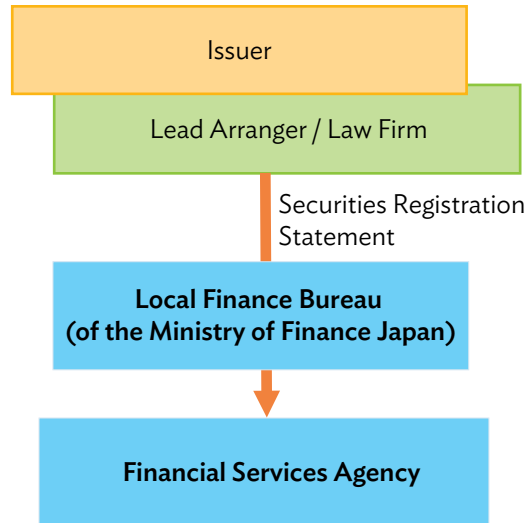 Issuer
Lead Arranger / Law Firm
Securities Registration
Statement
Local Finance Bureau
(of the Ministry of Finance Japan)
Financial Services Agency